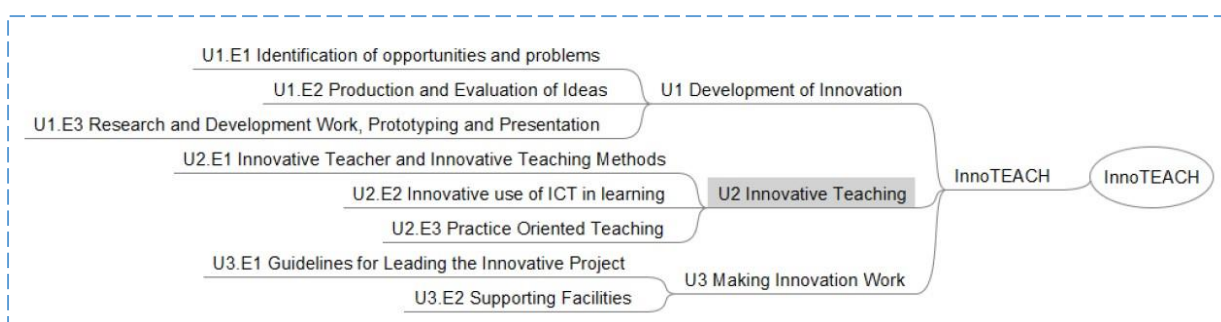 U1.E1 Identification of opportunities and problems
U1.E2 Production and Evaluation of Ideas
U1.E3 Research and Development Work, Prototyping and Presentation
U1 Development of Innovation
U2.E1 Innovative Teacher and Innovative Teaching Methods
U2.E2 Innovative use of ICT in learning
U2.E3 Practice Oriented Teaching
U2 Innovative Teaching
U3.E1 Guidelines for Leading the Innovative Project
U3.E2 Supporting Facilities
U3 Making Innovation Work
InnoTEACH
InnoTEACH